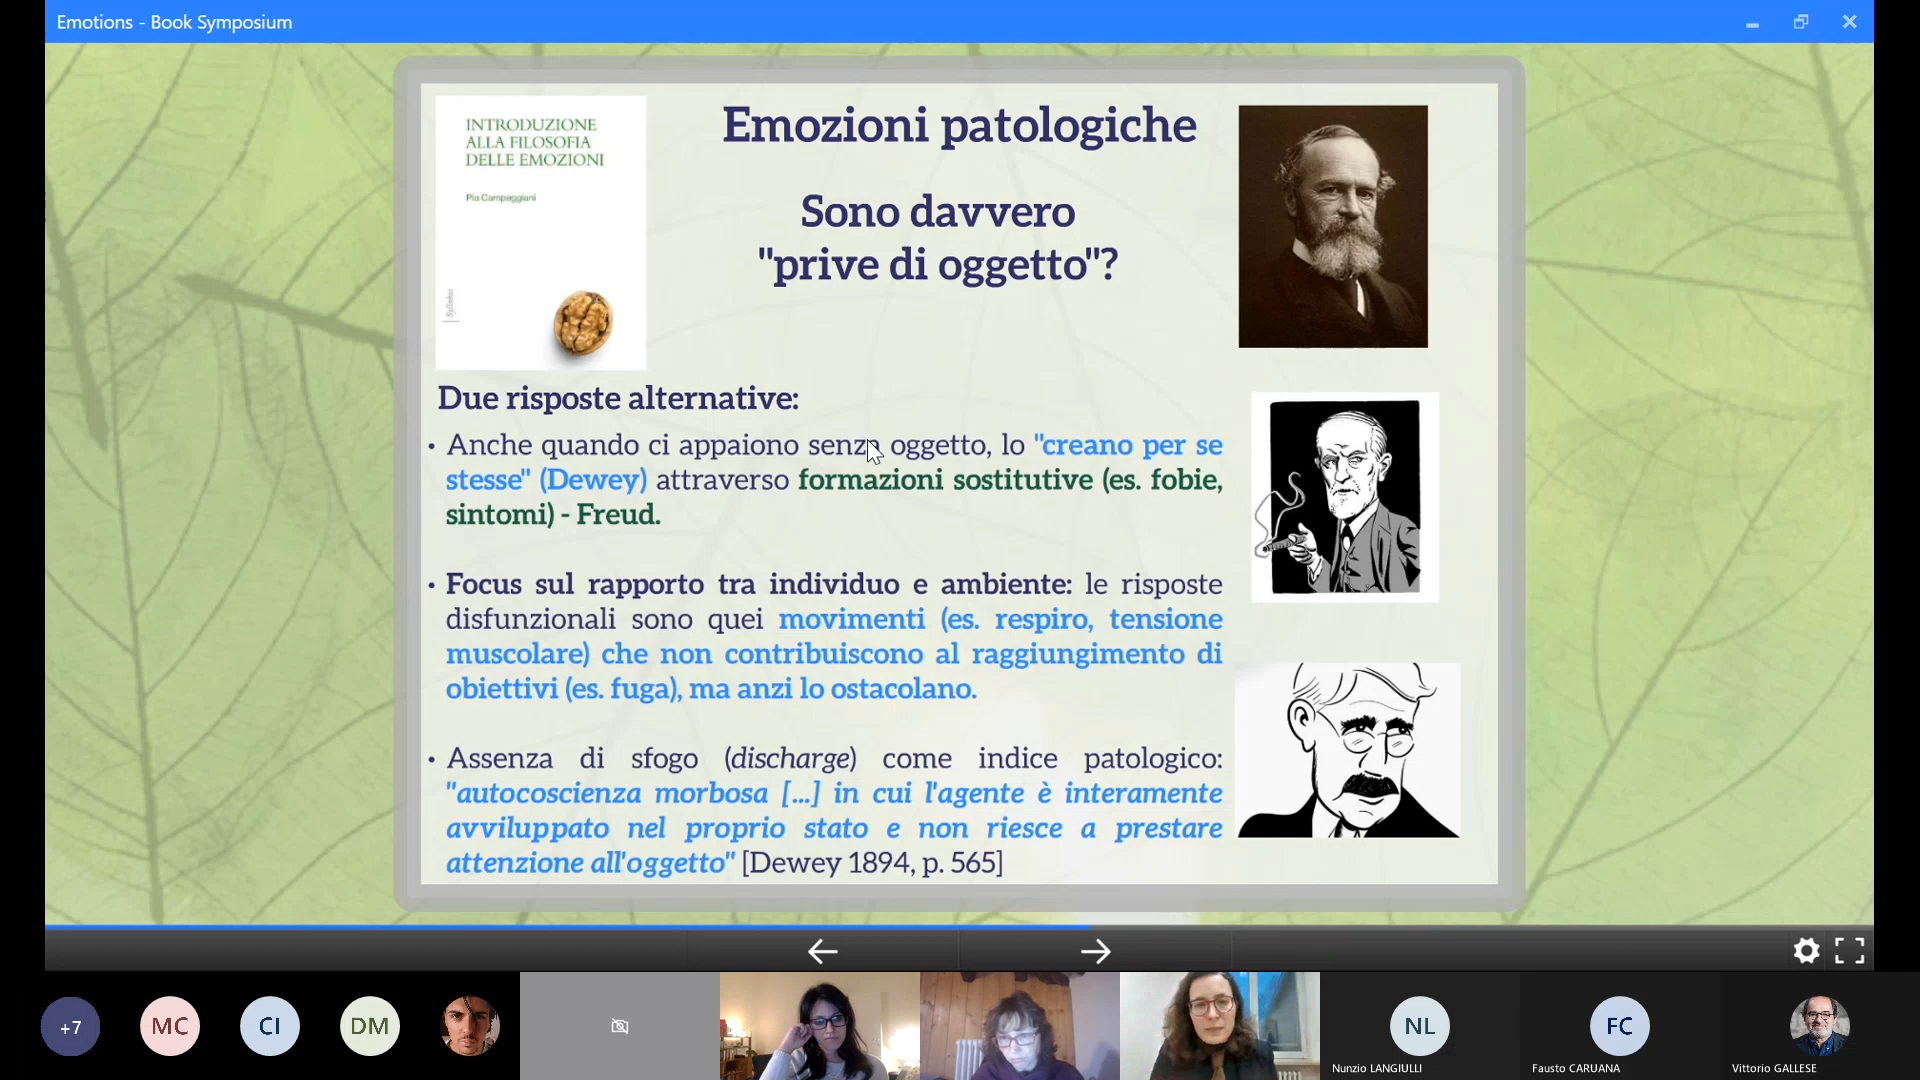 Emotions - Book Symposium
INTRODUZIONE
ALLA FILOSOFIA
DELLE EMOZIONI
Pia Campeggiani
Syllabus
Emozioni patologiche
Sono davvero
"prive di oggetto"?
Due risposte alternative:
• Anche quando ci appaiono senza oggetto, lo "creano per se
stesse" (Dewey) attraverso formazioni sostitutive (es. fobie,
sintomi) - Freud.
• Focus sul rapporto tra individuo e ambiente: le risposte
disfunzionali sono quei movimenti (es. respiro, tensione
muscolare) che non contribuiscono al raggiungimento di
obiettivi (es. fuga), ma anzi lo ostacolano.
• Assenza di sfogo (discharge) come indice patologico:
"autocoscienza morbosa [...] in cui l'agente è interamente
avviluppato nel proprio stato e non riesce a prestare
attenzione all'oggetto" [Dewey 1894, p. 565]
+7
MC
CI
DM
NL
FC
Nunzio LANGIULLI
Fausto CARUANA
Vittorio GALLESE